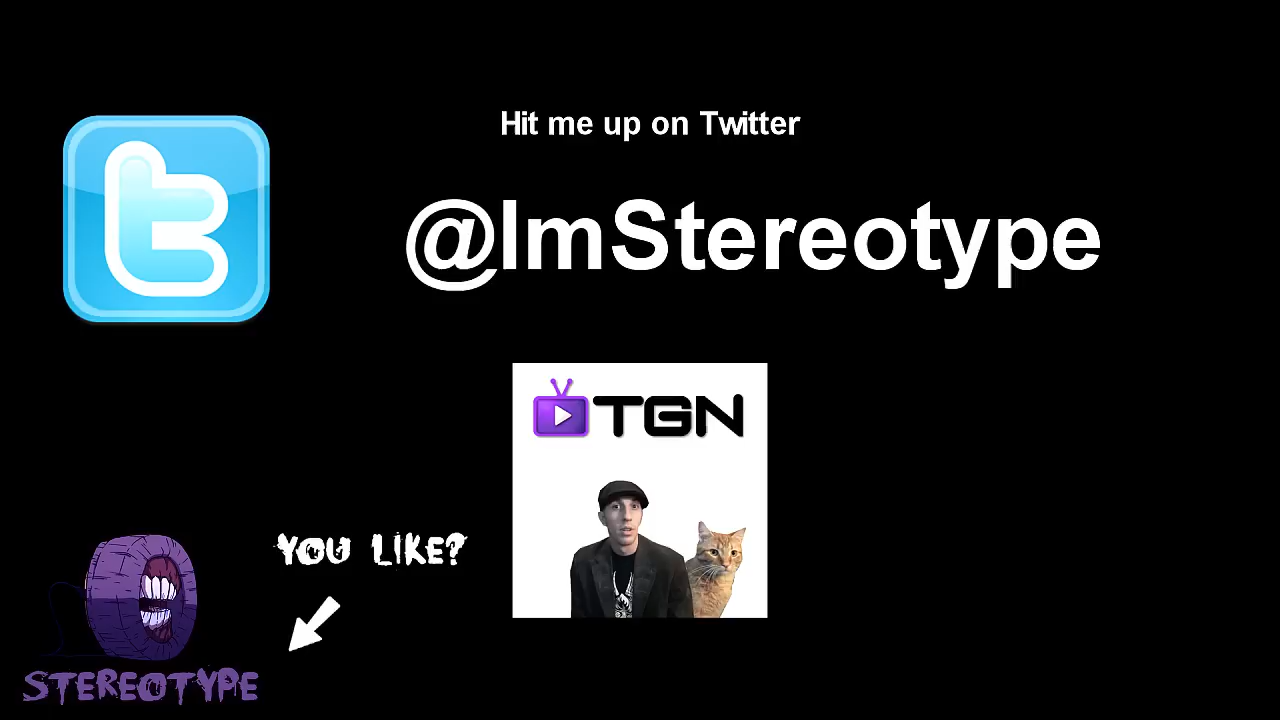 Hit me up on Twitter
@ImStereotype
TGN
YOU LIKE?
STEREOTYPE